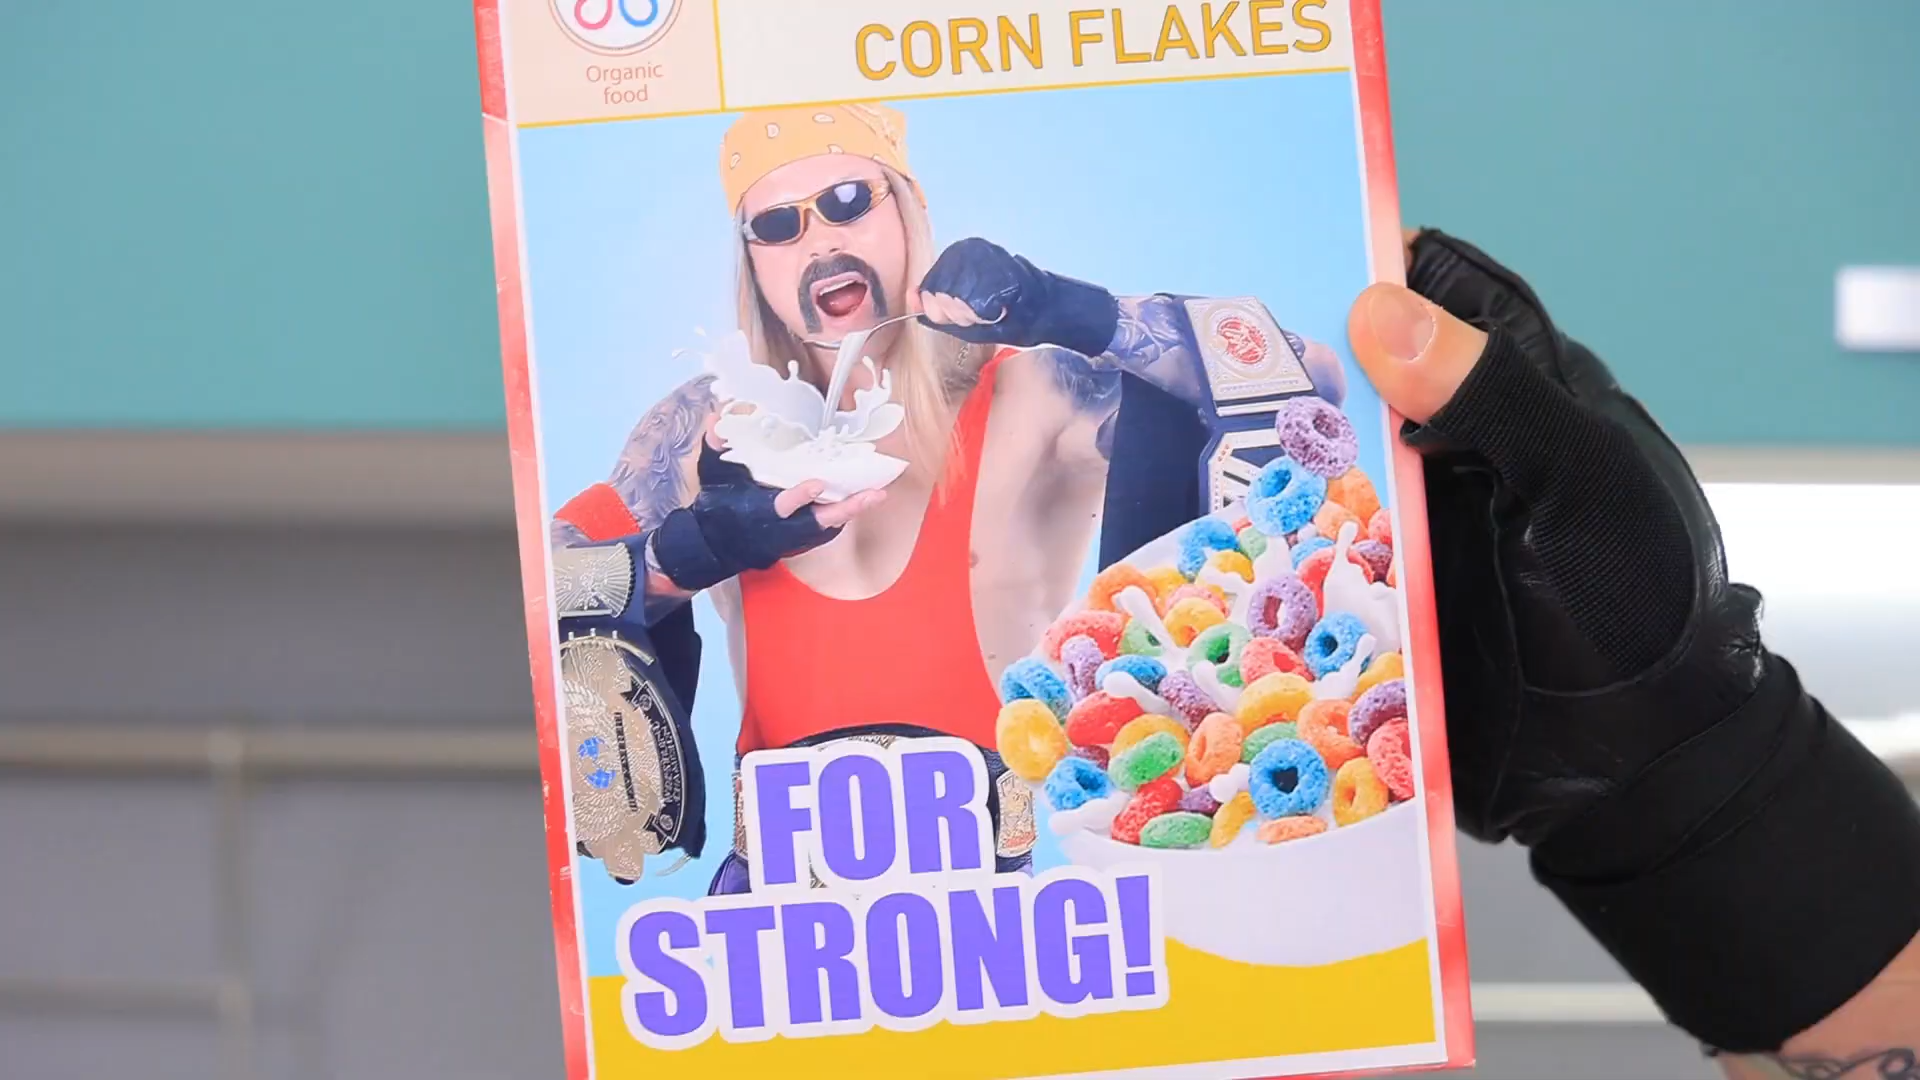 CORN FLAKES
Organic
food
FOR
STRONG!